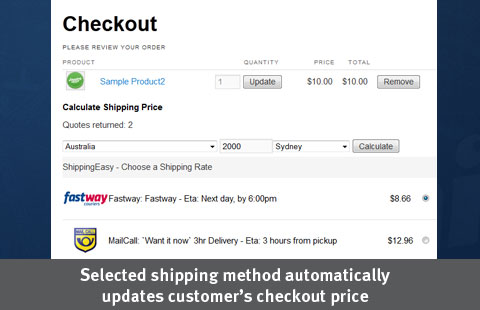 Checkout
PLEASE REVIEW YOUR ORDER
PRODUCT QUANTITY PRICE TOTAL
Sample Product2 1 Update $10.00 $10.00 Remove
Calculate Shipping Price
Quotes returned: 2
Australia 2000 Sydney Calculate
ShippingEasy - Choose a Shipping Rate
fastway couriers Fastway: Fastway - Eta: Next day, by 6:00pm $8.66
MAIL CALL MailCall: `Want it now` 3hr Delivery - Eta: 3 hours from pickup $12.96
Selected shipping method automatically
updates customer's checkout price